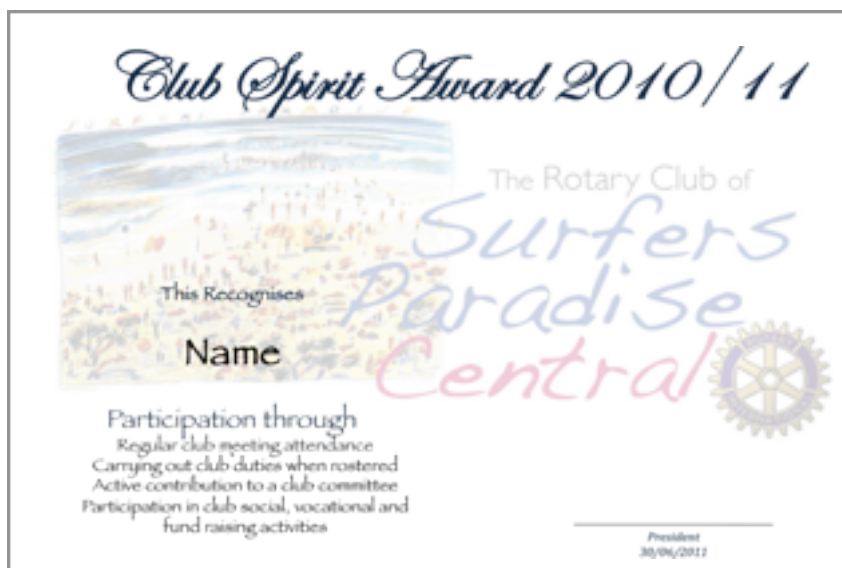 Club Spirit Award 2010/11
The Rotary Club of
Surfers
Paradise
Central
This Recognises
Name
Participation through
Regular club meeting attendance
Carrying out club duties when rostered
Active contribution to a club committee
Participation in club social, vocational and
fund raising activities
President
30/06/2011